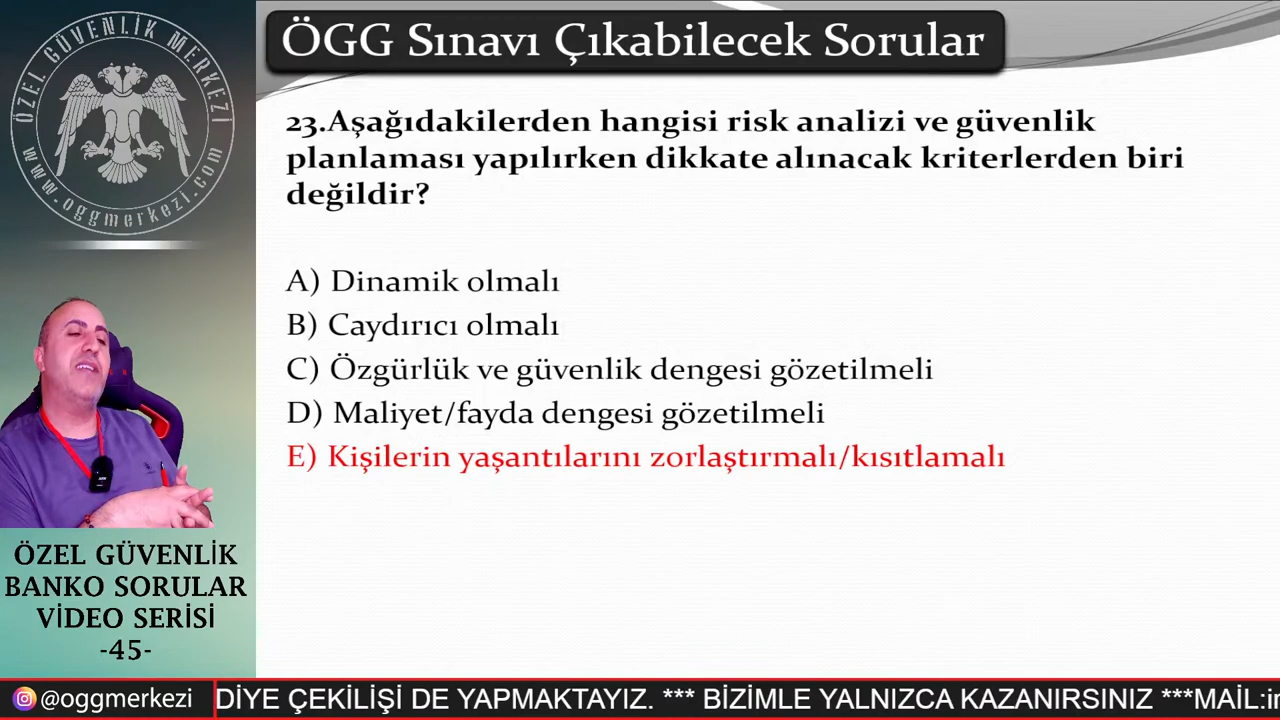 ÖGG Sınavı Çıkabilecek Sorular
ÖZEL GÜVENLİK MERKEZİ
www.oggmerkezi.com
23.Aşağıdakilerden hangisi risk analizi ve güvenlik
planlaması yapılırken dikkate alınacak kriterlerden biri
değildir?
A) Dinamik olmalı
B) Caydırıcı olmalı
C) Özgürlük ve güvenlik dengesi gözetilmeli
D) Maliyet/fayda dengesi gözetilmeli
E) Kişilerin yaşantılarını zorlaştırmalı/kısıtlamalı
ÖZEL GÜVENLİK
BANKO SORULAR
VİDEO SERİSİ
-45-
@oggmerkezi
DİYE ÇEKİLİŞİ DE YAPMAKTAYIZ. *** BİZİMLE YALNIZCA KAZANIRSINIZ ***MAİL: